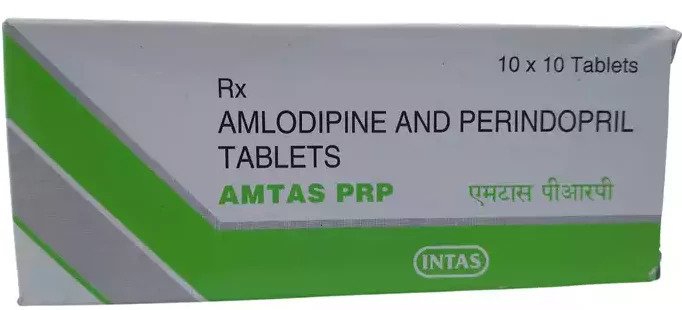 10 x 10 Tablets
Rx
AMLODIPINE AND PERINDOPRIL
TABLETS
AMTAS PRP एमटास पीआरपी
INTAS